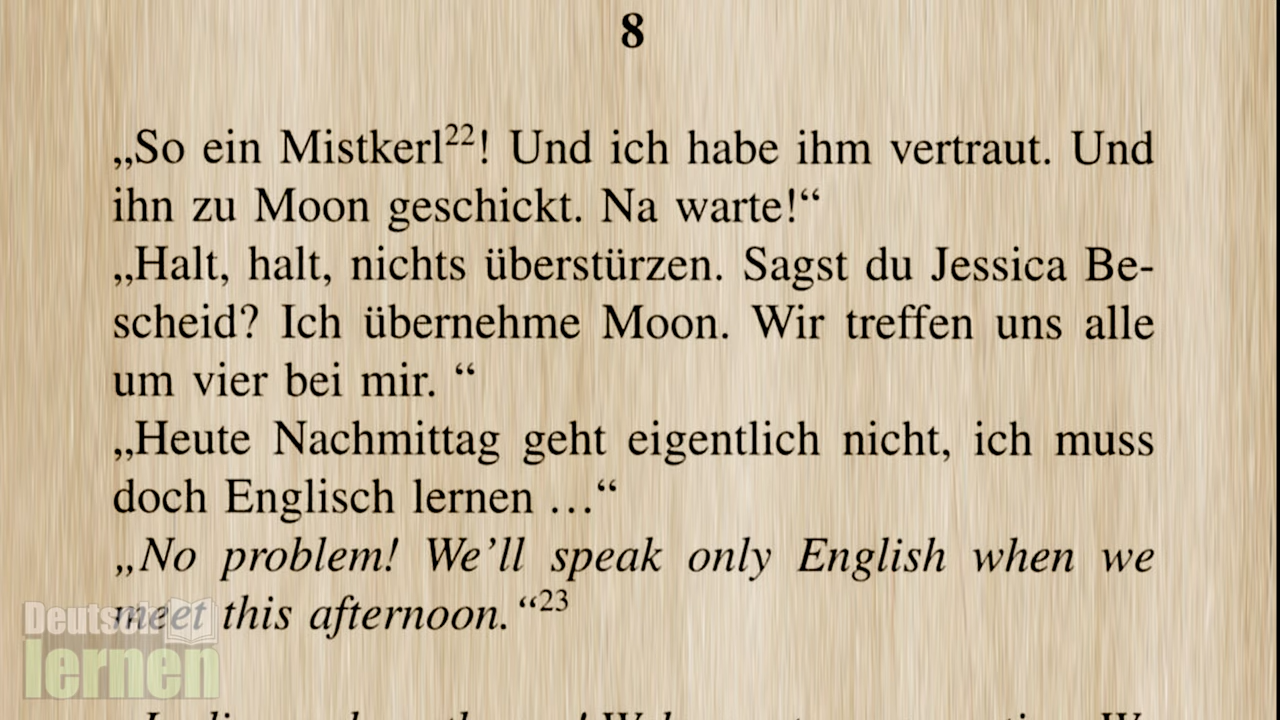 8
„So ein Mistkerl22! Und ich habe ihm vertraut. Und
ihn zu Moon geschickt. Na warte!“
„Halt, halt, nichts überstürzen. Sagst du Jessica Be-
scheid? Ich übernehme Moon. Wir treffen uns alle
um vier bei mir. “
„Heute Nachmittag geht eigentlich nicht, ich muss
doch Englisch lernen …“
„No problem! We’ll speak only English when we
meet this afternoon.“23
Deutsch
lernen